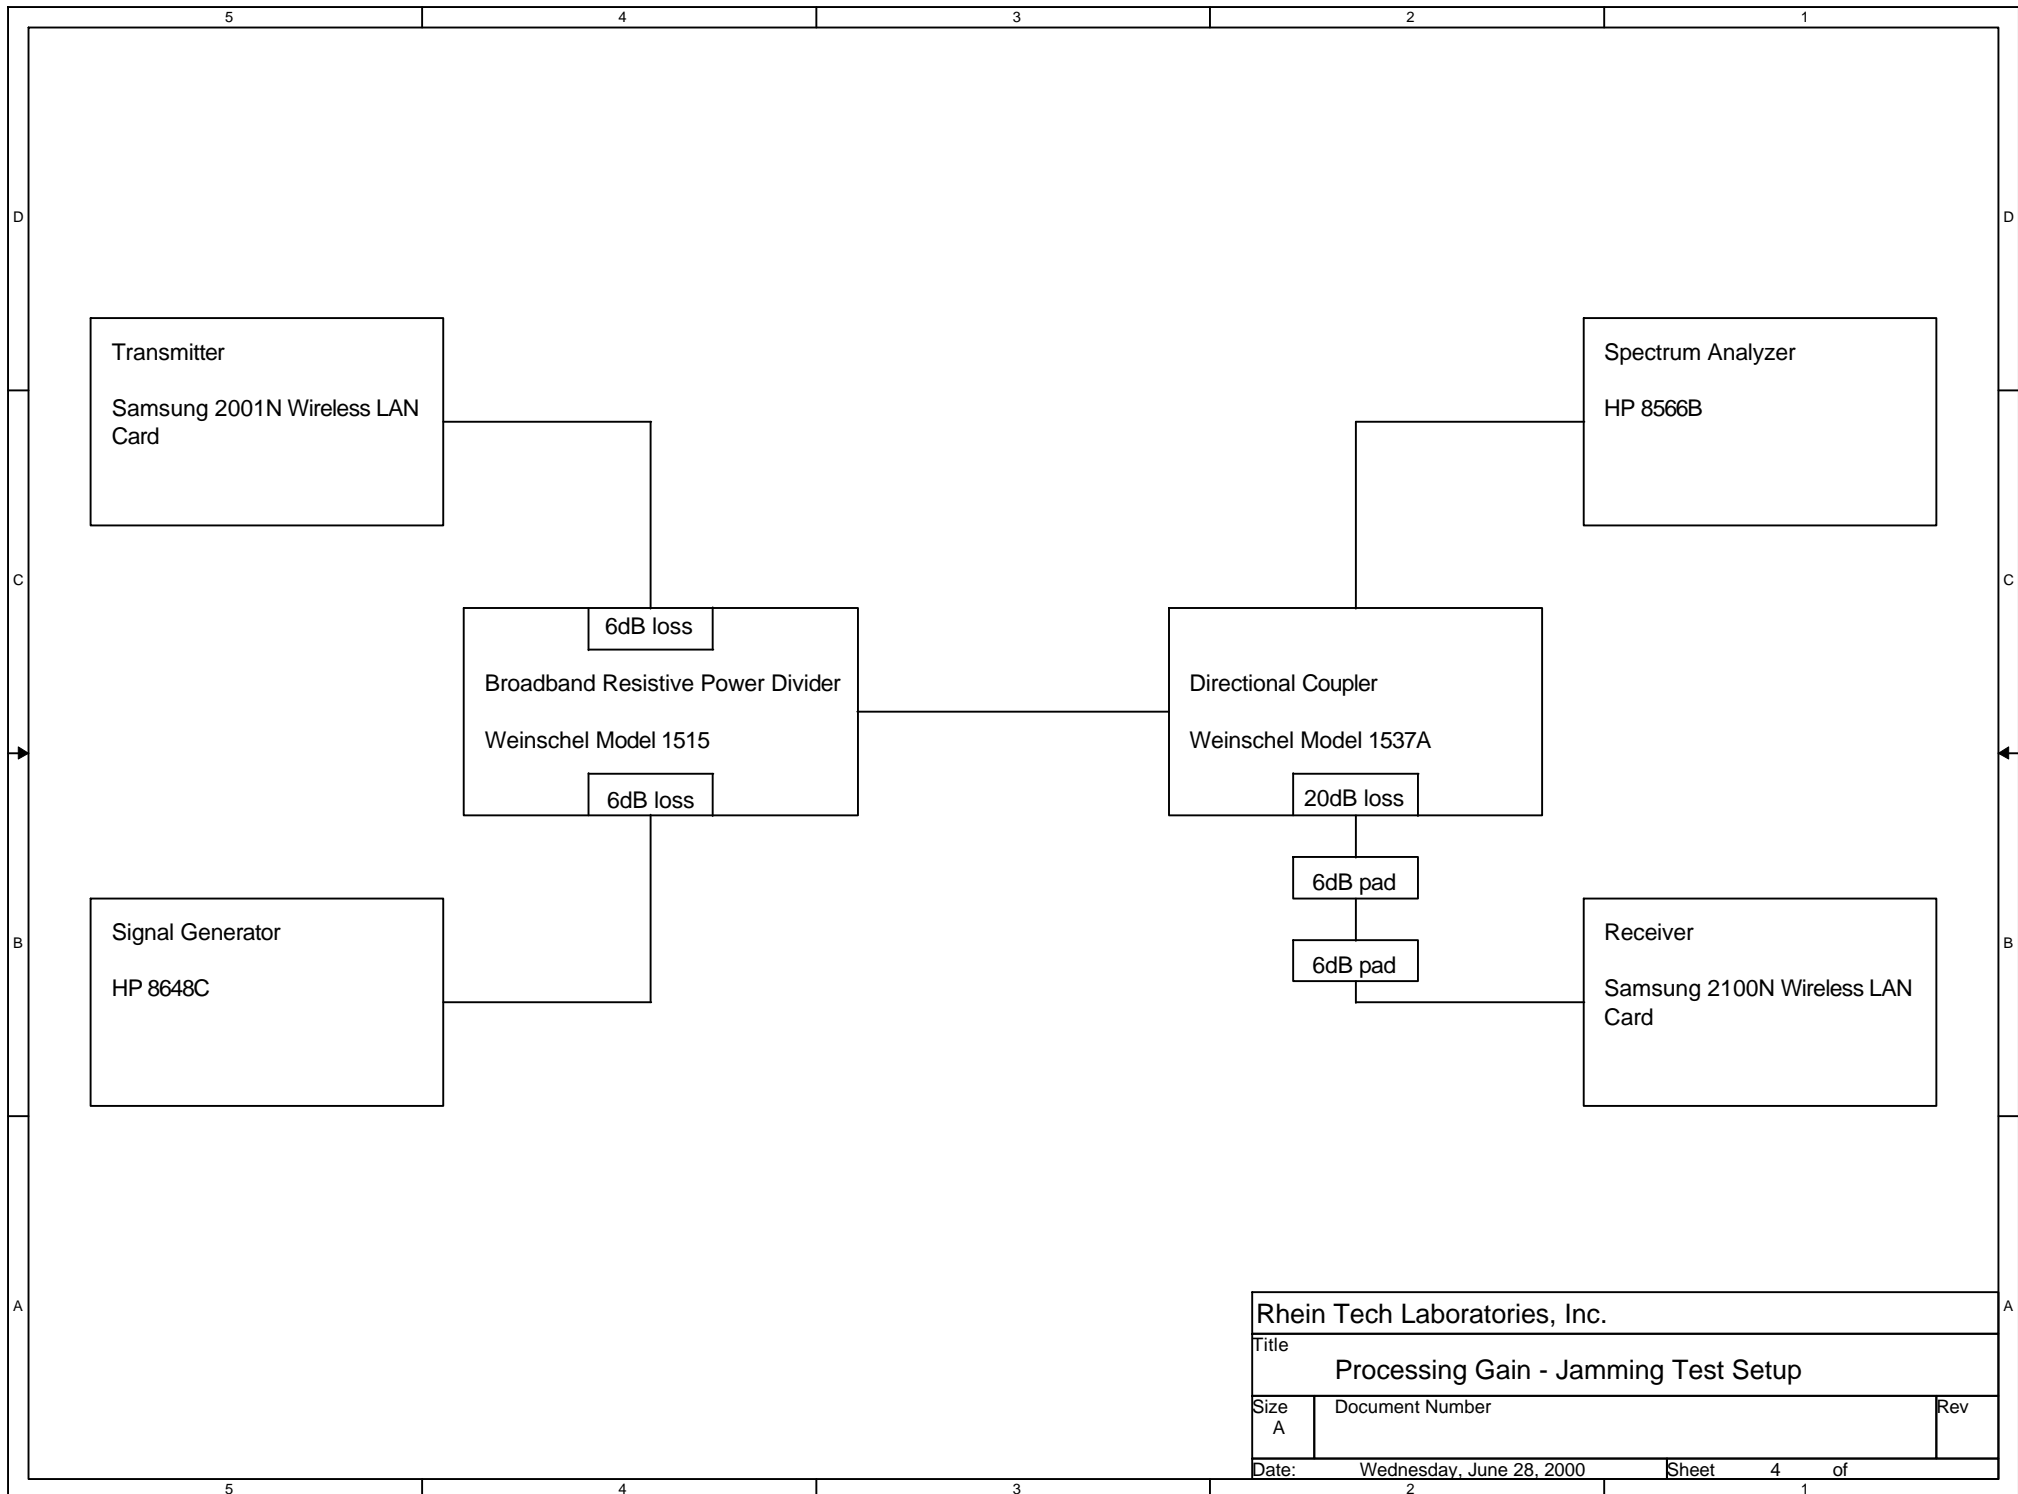 5 4 3 2 1
D D
Transmitter
Samsung 2001N Wireless LAN
Card
Spectrum Analyzer
HP 8566B
C C
6dB loss
Broadband Resistive Power Divider
Weinschel Model 1515
6dB loss
Directional Coupler
Weinschel Model 1537A
20dB loss
6dB pad
6dB pad
B B
Signal Generator
HP 8648C
Receiver
Samsung 2100N Wireless LAN
Card
A A
Rhein Tech Laboratories, Inc.
Title
Processing Gain - Jamming Test Setup
Size
A
Document Number
Rev
Date: Wednesday, June 28, 2000 Sheet 4 of
5 4 3 2 1